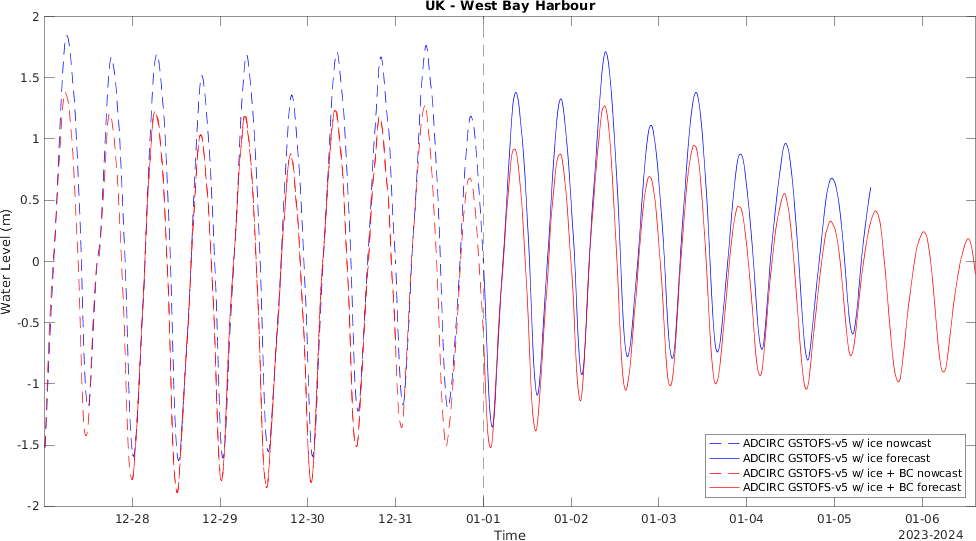 UK - West Bay Harbour
2
1.5
1
0.5
0
-0.5
-1
-1.5
-2
Water Level (m)
12-28 12-29 12-30 12-31 01-01 01-02 01-03 01-04 01-05 01-06
Time
2023-2024
ADCIRC GSTOFS-v5 w/ ice nowcast
ADCIRC GSTOFS-v5 w/ ice forecast
ADCIRC GSTOFS-v5 w/ ice + BC nowcast
ADCIRC GSTOFS-v5 w/ ice + BC forecast